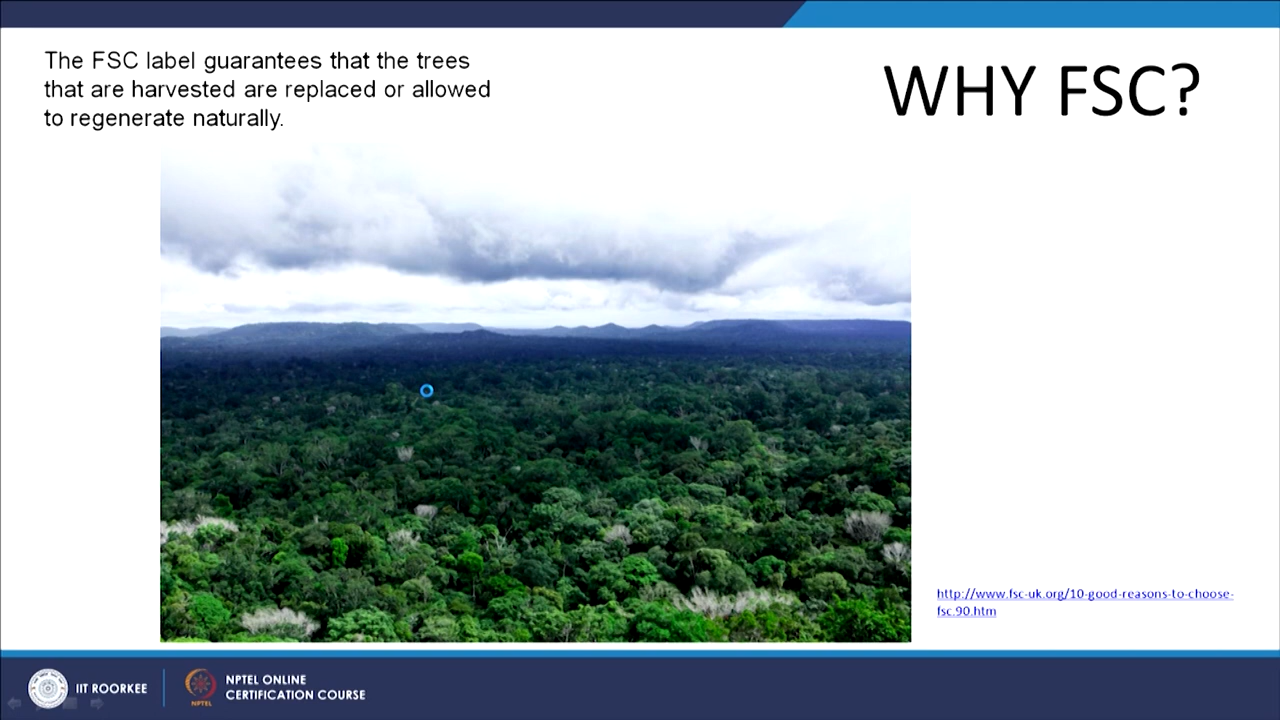 The FSC label guarantees that the trees
that are harvested are replaced or allowed
to regenerate naturally.
WHY FSC?
http://www.fsc-uk.org/10-good-reasons-to-choose-
fsc.90.htm
IIT ROORKEE
NPTEL
NPTEL ONLINE
CERTIFICATION COURSE